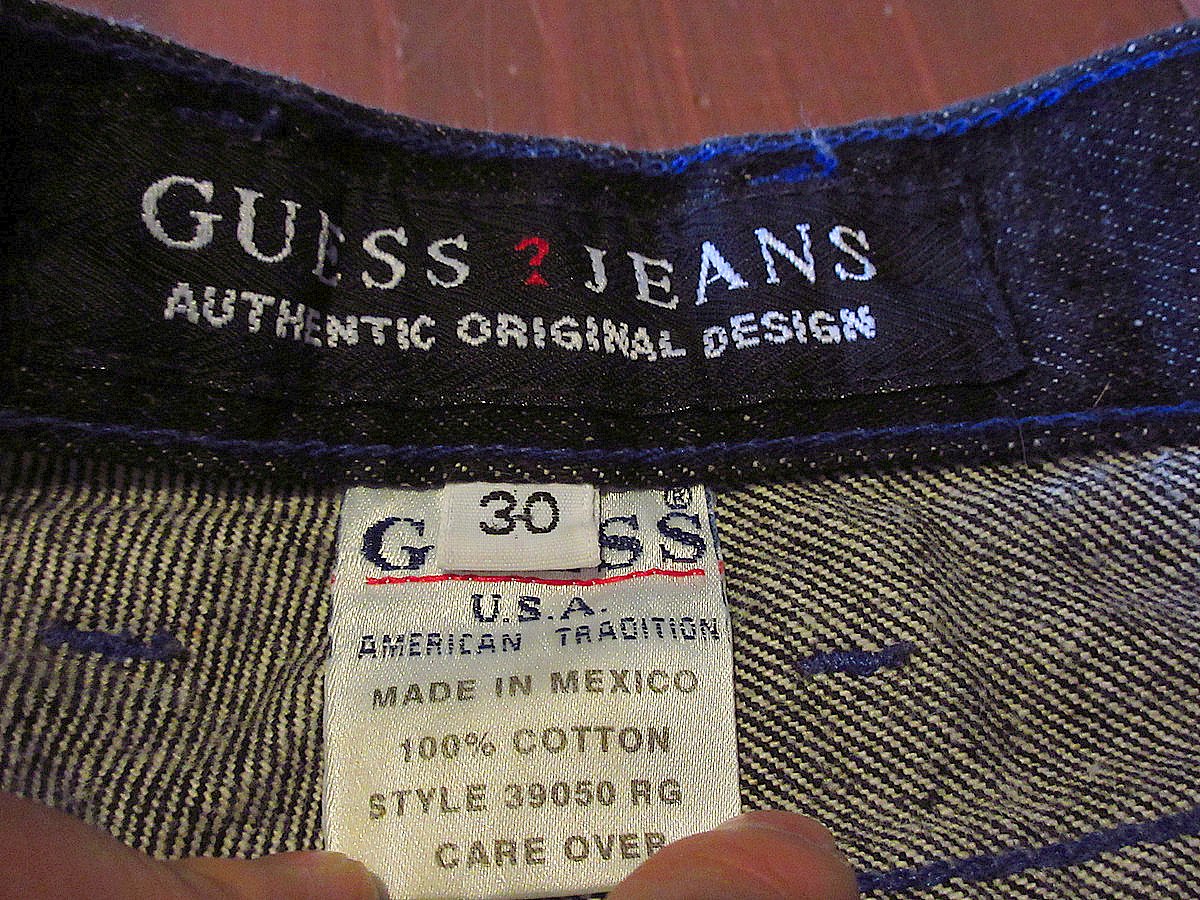 GUESS ? JEANS
AUTHENTIC ORIGINAL DESIGN
30
G SS ®
U.S.A.
AMERICAN TRADITION
MADE IN MEXICO
100% COTTON
STYLE 39050 RG
CARE OVER